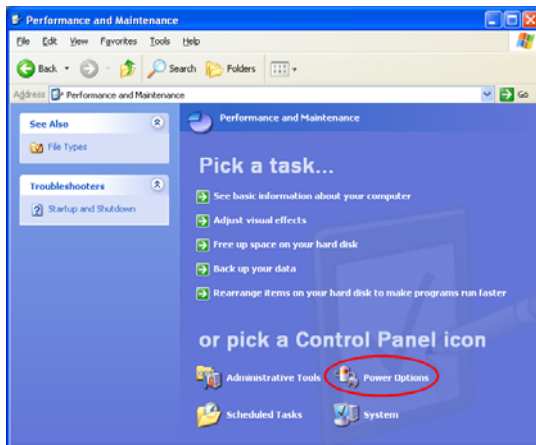 Performance and Maintenance
File Edit View Favorites Tools Help
Back Search Folders
Address Performance and Maintenance Go
See Also
File Types
Troubleshooters
Startup and Shutdown
Performance and Maintenance
Pick a task...
See basic information about your computer
Adjust visual effects
Free up space on your hard disk
Back up your data
Rearrange items on your hard disk to make programs run faster
or pick a Control Panel icon
Administrative Tools Power Options
Scheduled Tasks System